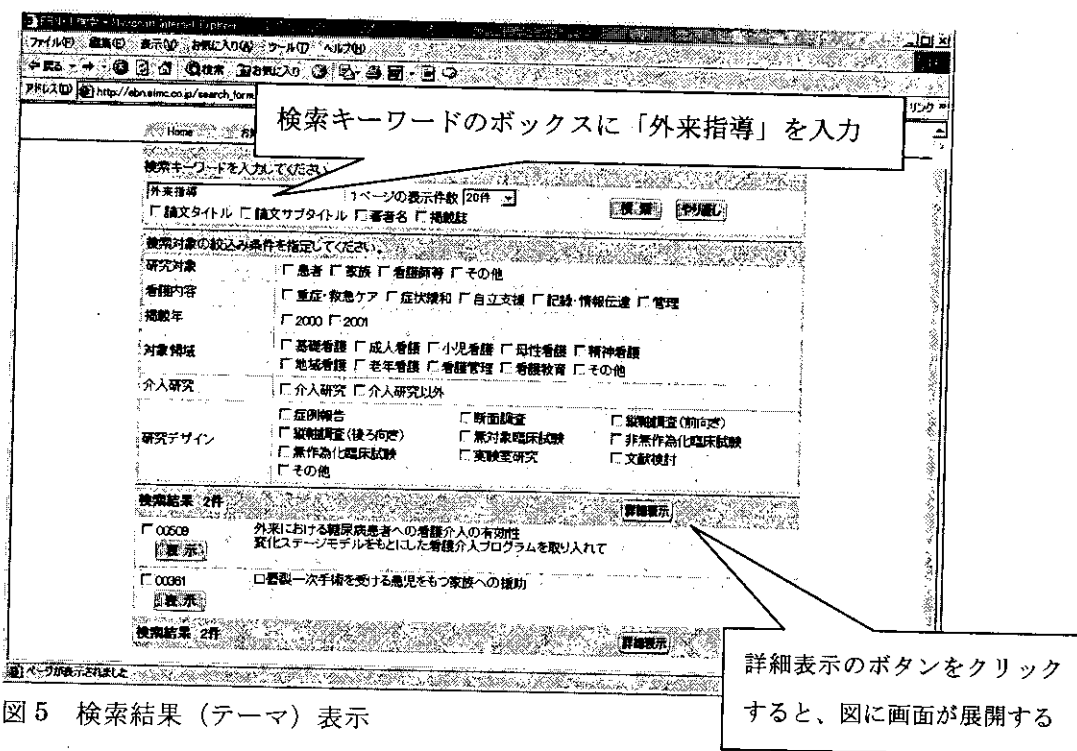 Microsoft Internet Explorer
ファイル(F) 編集(E) 表示(V) お気に入り(A) ツール(T) ヘルプ(H)
戻る 検索 お気に入り
アドレス(D) http://ebn.eimc.co.jp/search_form リンク
検索キーワードのボックスに「外来指導」を入力
Home
検索キーワードを入力してください
外来指導 1ページの表示件数 20件 検索 やり直し
論文タイトル 論文サブタイトル 著者名 掲載誌
検索対象の絞込み条件を指定してください。
研究対象 患者 家族 看護師等 その他
看護内容 重症・救急ケア 症状緩和 自立支援 記録・情報伝達 管理
掲載年 2000 2001
対象領域 基礎看護 成人看護 小児看護 母性看護 精神看護
地域看護 老年看護 看護管理 看護教育 その他
介入研究 介入研究 介入研究以外
症例報告 断面調査 縦軸調査(前向き)
研究デザイン 縦軸調査(後ろ向き) 無対象臨床試験 非無作為化臨床試験
無作為化臨床試験 実験室研究 文献検討
その他
検索結果 2件 詳細表示
00509 外来における糖尿病患者への看護介入の有効性
表示 変化ステージモデルをもとにした看護介入プログラムを取り入れて
00361 口唇裂一次手術を受ける患児をもつ家族への援助
表示
検索結果 2件 詳細表示
ページが表示されました
詳細表示のボタンをクリック
すると、図に画面が展開する
図5 検索結果(テーマ)表示